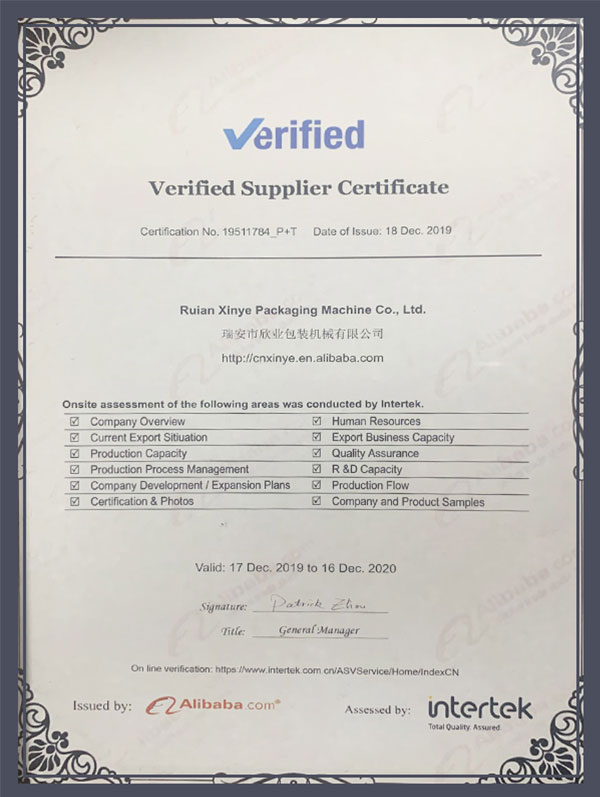 Verified
Verified Supplier Certificate
Certification No. 19511784_P+T Date of Issue: 18 Dec. 2019
Ruian Xinye Packaging Machine Co., Ltd.
瑞安市欣业包装机械有限公司
http://cnxinye.en.alibaba.com
Onsite assessment of the following areas was conducted by Intertek.
☑ Company Overview ☑ Human Resources
☑ Current Export Sitiuation ☑ Export Business Capacity
☑ Production Capacity ☑ Quality Assurance
☑ Production Process Management ☑ R &D Capacity
☑ Company Development / Expansion Plans ☑ Production Flow
☑ Certification & Photos ☑ Company and Product Samples
Valid: 17 Dec. 2019 to 16 Dec. 2020
Signature: Patrick Zhou
Title: General Manager
On line verification: https://www.intertek.com.cn/ASVService/Home/IndexCN
Issued by: Alibaba.com® Assessed by: intertek
Total Quality. Assured.